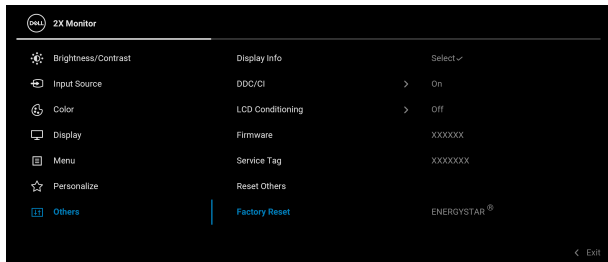 DELL 2X Monitor
Brightness/Contrast Display Info Select
Input Source DDC/CI > On
Color LCD Conditioning > Off
Display Firmware XXXXXX
Menu Service Tag XXXXXXX
Personalize Reset Others
Others Factory Reset ENERGYSTAR ®
< Exit